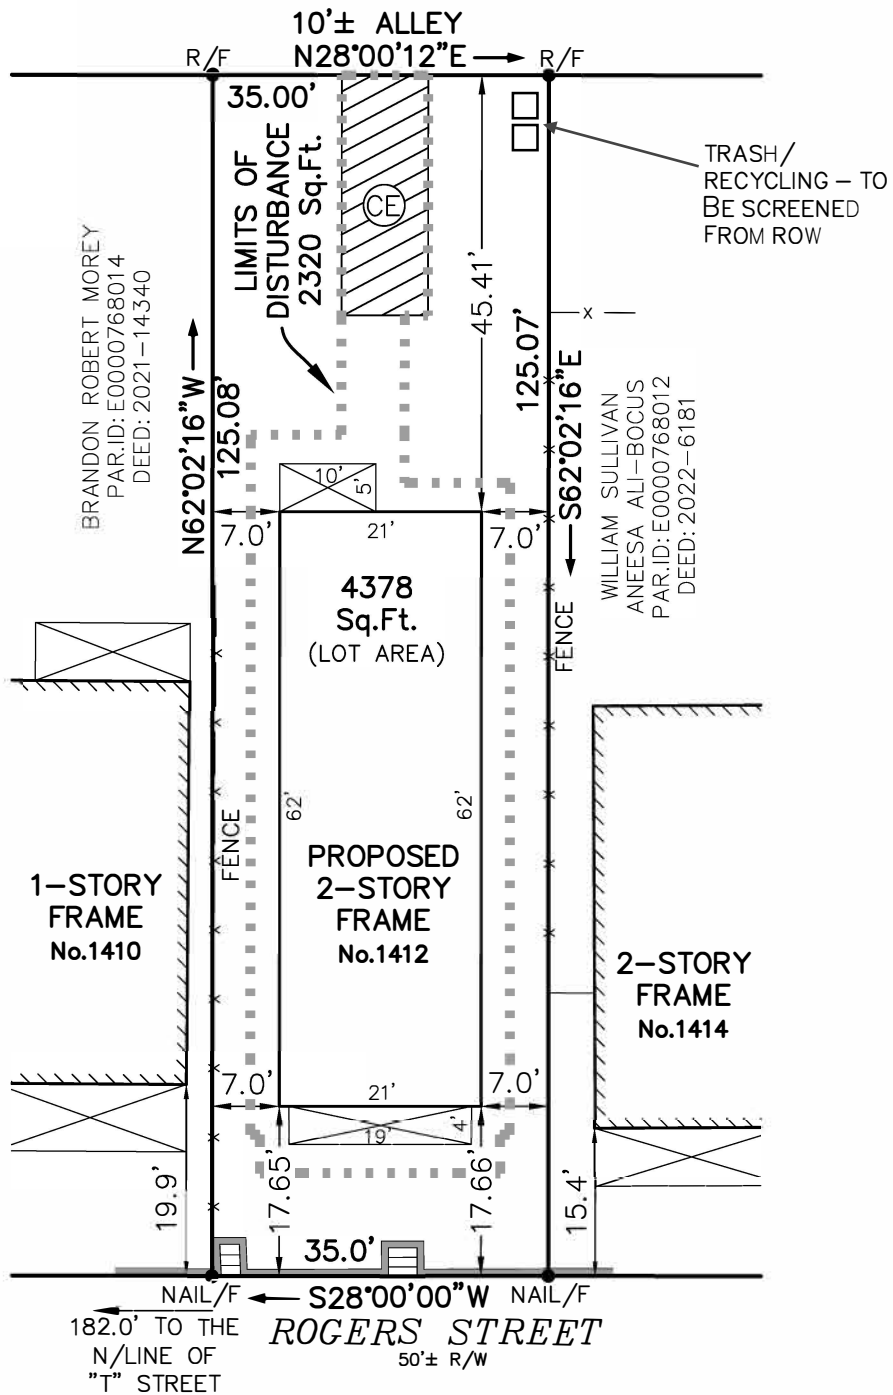 10'± ALLEY
N28°00'12"E
R/F
R/F
35.00'
LIMITS OF
DISTURBANCE
2320 Sq.Ft.
CE
TRASH/
RECYCLING – TO
BE SCREENED
FROM ROW
45.41'
BRANDON ROBERT MOREY
PAR.ID: E0000768014
DEED: 2021–14340
N62°02'16"W
125.08'
125.07'
S62°02'16"E
x
WILLIAM SULLIVAN
ANEESA ALI–BOCUS
PAR.ID: E0000768012
DEED: 2022–6181
10'
5'
7.0'
21'
7.0'
4378
Sq.Ft.
(LOT AREA)
FENCE
62'
62'
FENCE
PROPOSED
2–STORY
FRAME
No.1412
1–STORY
FRAME
No.1410
2–STORY
FRAME
No.1414
7.0'
21'
7.0'
19'
4'
19.9'
17.65'
17.66'
15.4'
35.0'
NAIL/F
S28°00'00"W
NAIL/F
182.0' TO THE
N/LINE OF
"T" STREET
ROGERS STREET
50'± R/W